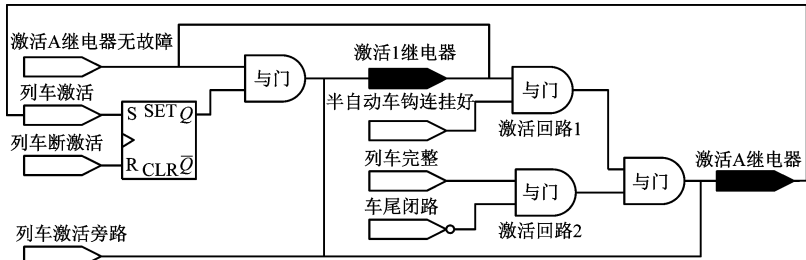 激活A继电器无故障
列车激活
列车断激活
S SET Q
R CLR Q
与门
激活1继电器
半自动车钩连挂好
与门
激活回路1
列车完整
车尾闭路
与门
激活回路2
与门
激活A继电器
列车激活旁路